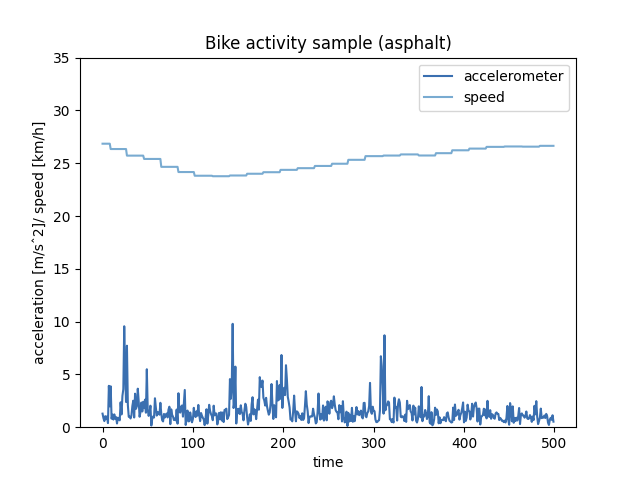 Bike activity sample (asphalt)
accelerometer
speed
35
30
25
20
15
10
5
0
acceleration [m/sˆ2]/ speed [km/h]
0 100 200 300 400 500
time